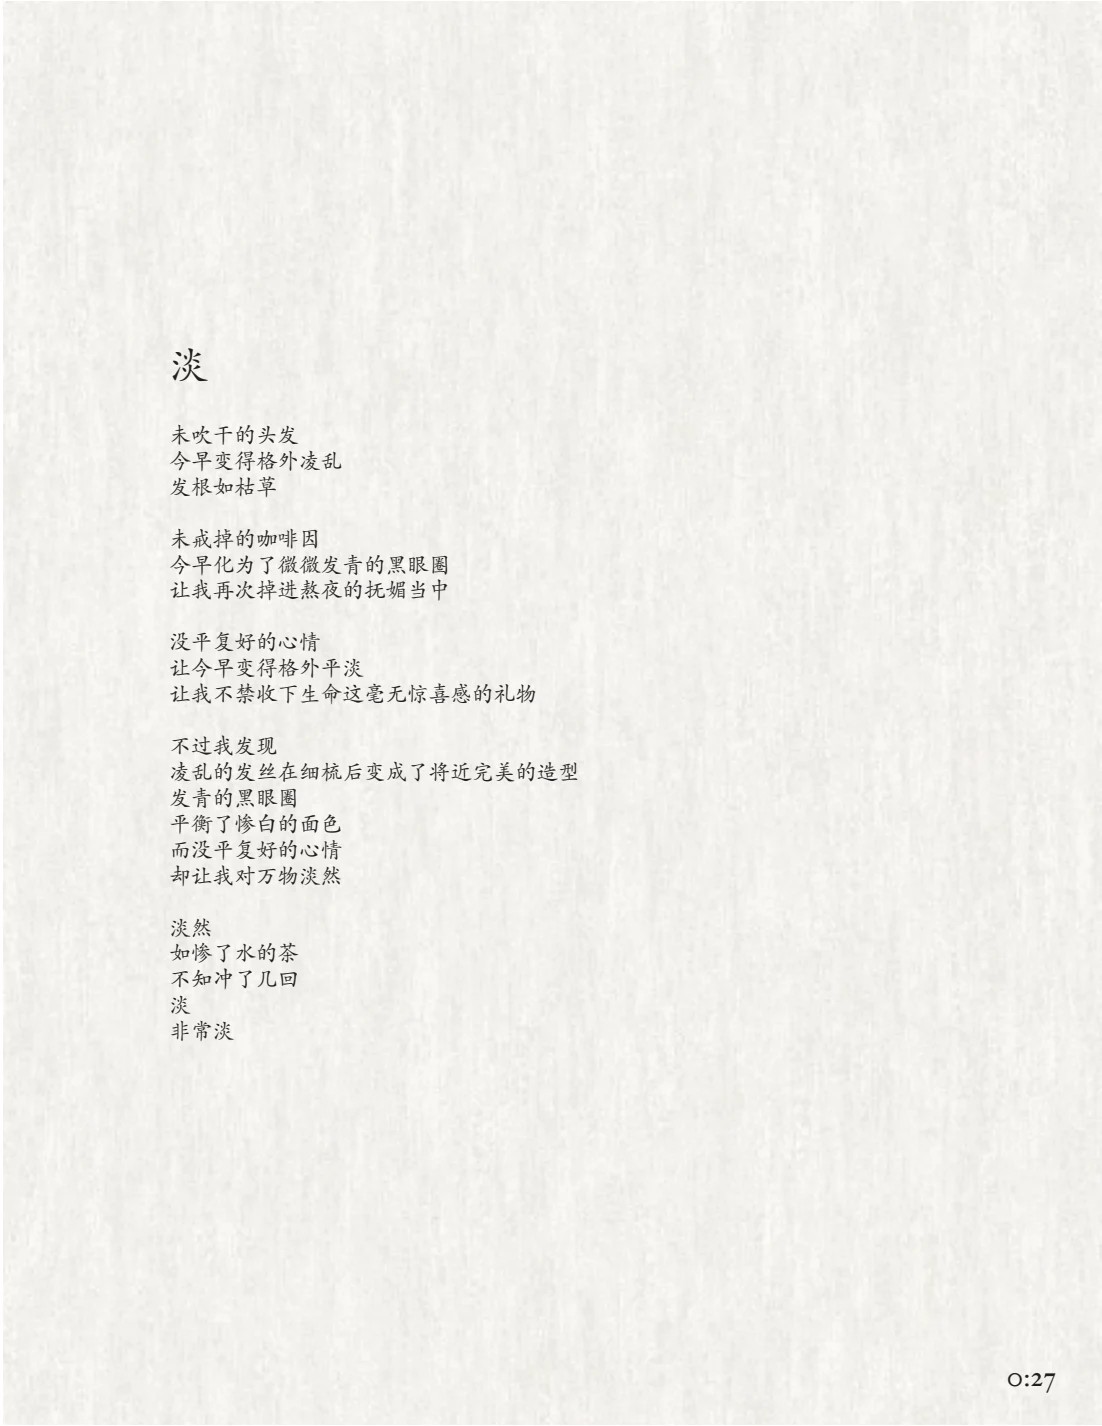 淡
未吹干的头发
今早变得格外凌乱
发根如枯草
未戒掉的咖啡因
今早化为了微微发青的黑眼圈
让我再次掉进熬夜的抚媚当中
没平复好的心情
让今早变得格外平淡
让我不禁收下生命这毫无惊喜感的礼物
不过我发现
凌乱的发丝在细梳后变成了将近完美的造型
发青的黑眼圈
平衡了惨白的面色
而没平复好的心情
却让我对万物淡然
淡然
如惨了水的茶
不知冲了几回
淡
非常淡
0:27